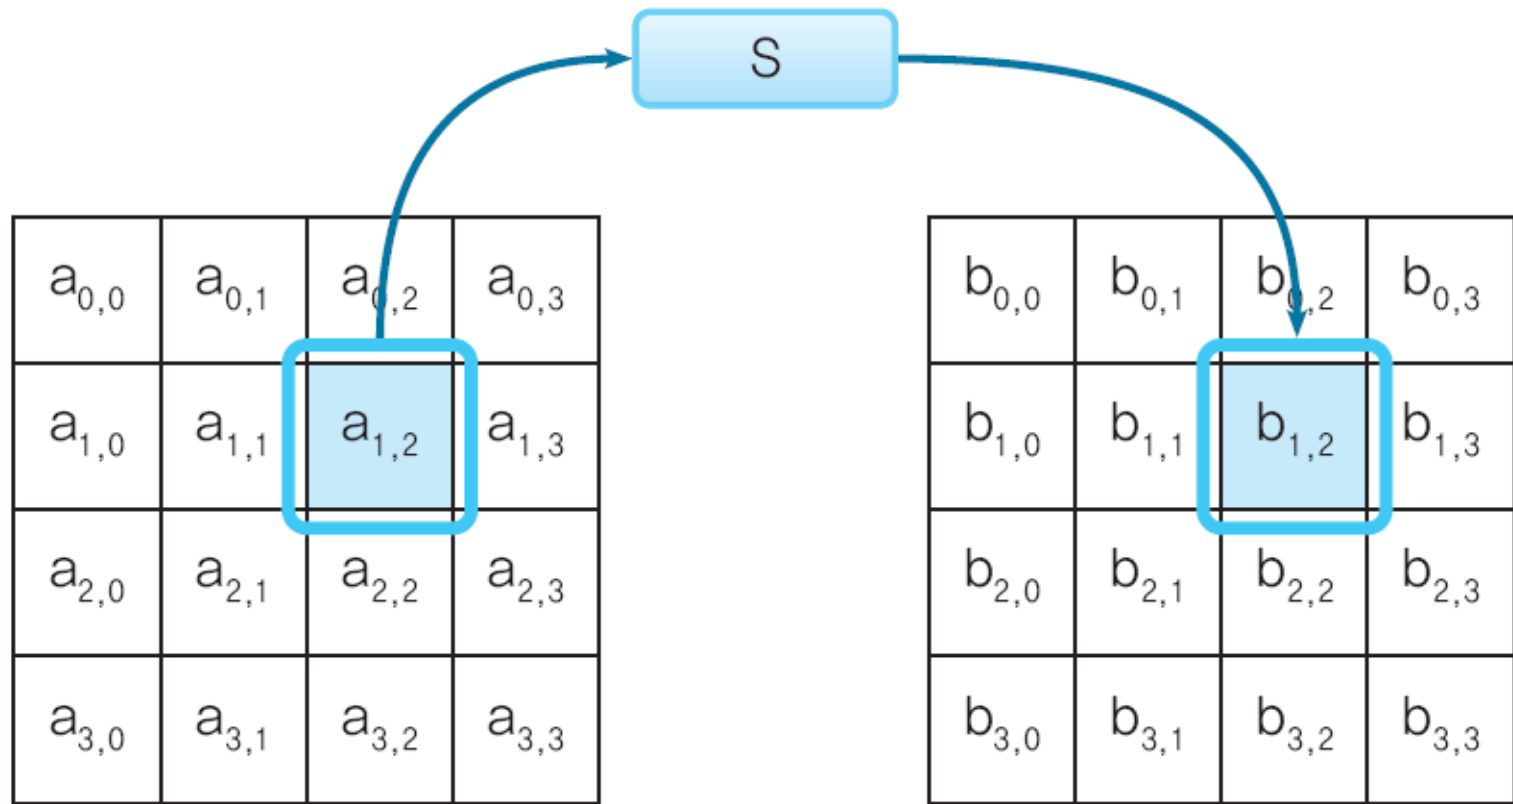 S
a0,0 a0,1 a0,2 a0,3 b0,0 b0,1 b0,2 b0,3
a1,0 a1,1 a1,2 a1,3 b1,0 b1,1 b1,2 b1,3
a2,0 a2,1 a2,2 a2,3 b2,0 b2,1 b2,2 b2,3
a3,0 a3,1 a3,2 a3,3 b3,0 b3,1 b3,2 b3,3